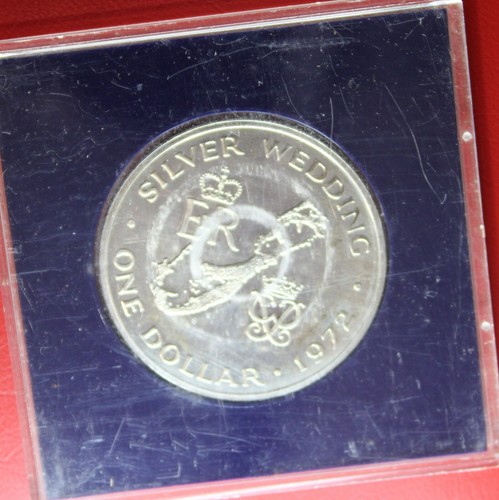 SILVER WEDDING
ER
ONE DOLLAR · 1972